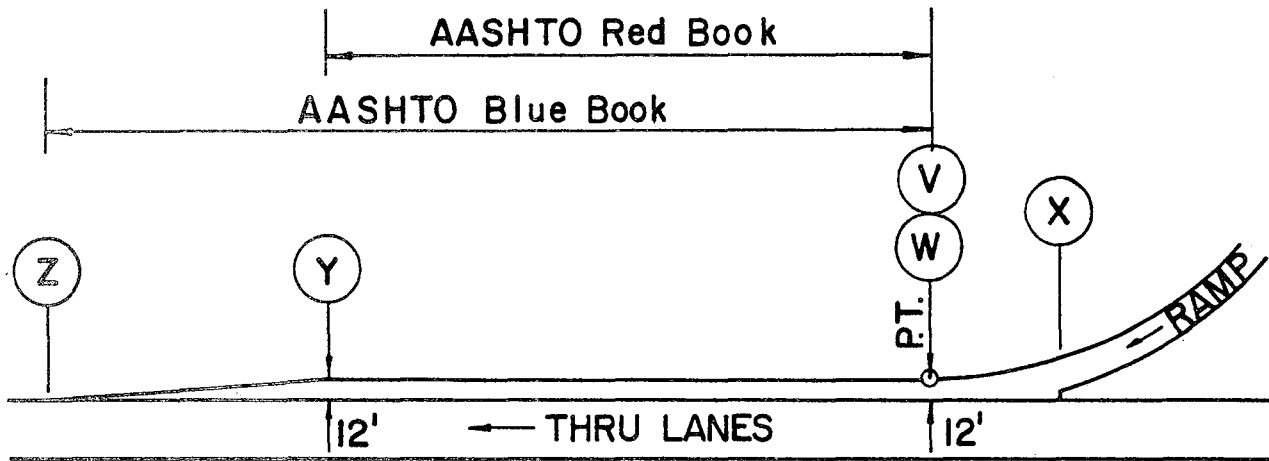 AASHTO Red Book
AASHTO Blue Book
V
X
W
Z
Y
P.T.
RAMP
12'
THRU LANES
12'